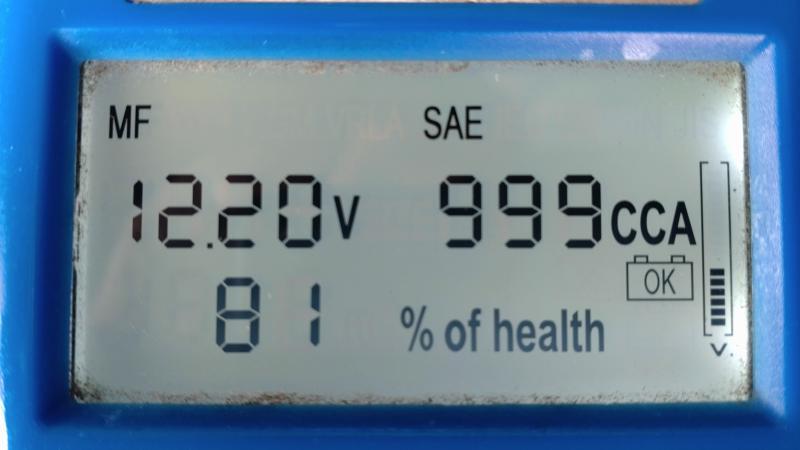 MF SAE
12.20V 999CCA
OK
81 % of health
V.